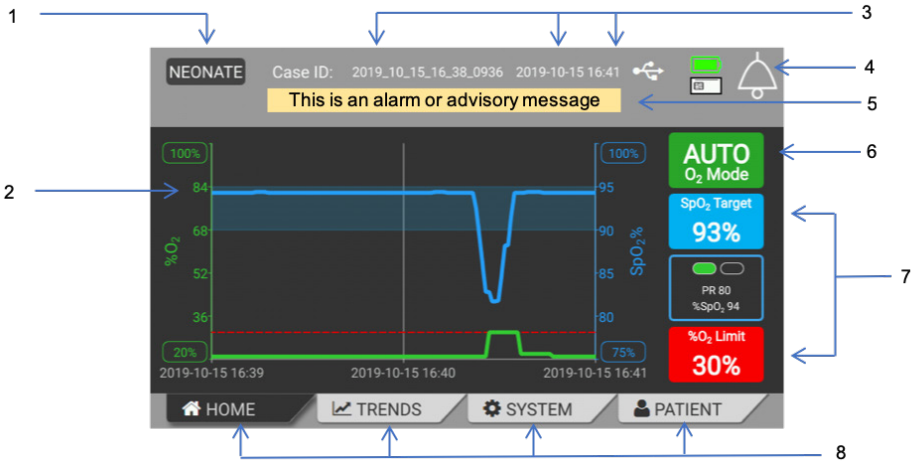 1
3
NEONATE
Case ID: 2019_10_15_16_38_0936 2019-10-15 16:41
4
This is an alarm or advisory message
5
100%
100%
AUTO
O₂ Mode
6
2
84
95
SpO₂ Target
93%
68
90
%O₂
SpO₂%
52
85
PR 80
%SpO₂ 94
7
36
80
%O₂ Limit
30%
20%
75%
2019-10-15 16:39
2019-10-15 16:40
2019-10-15 16:41
HOME
TRENDS
SYSTEM
PATIENT
8